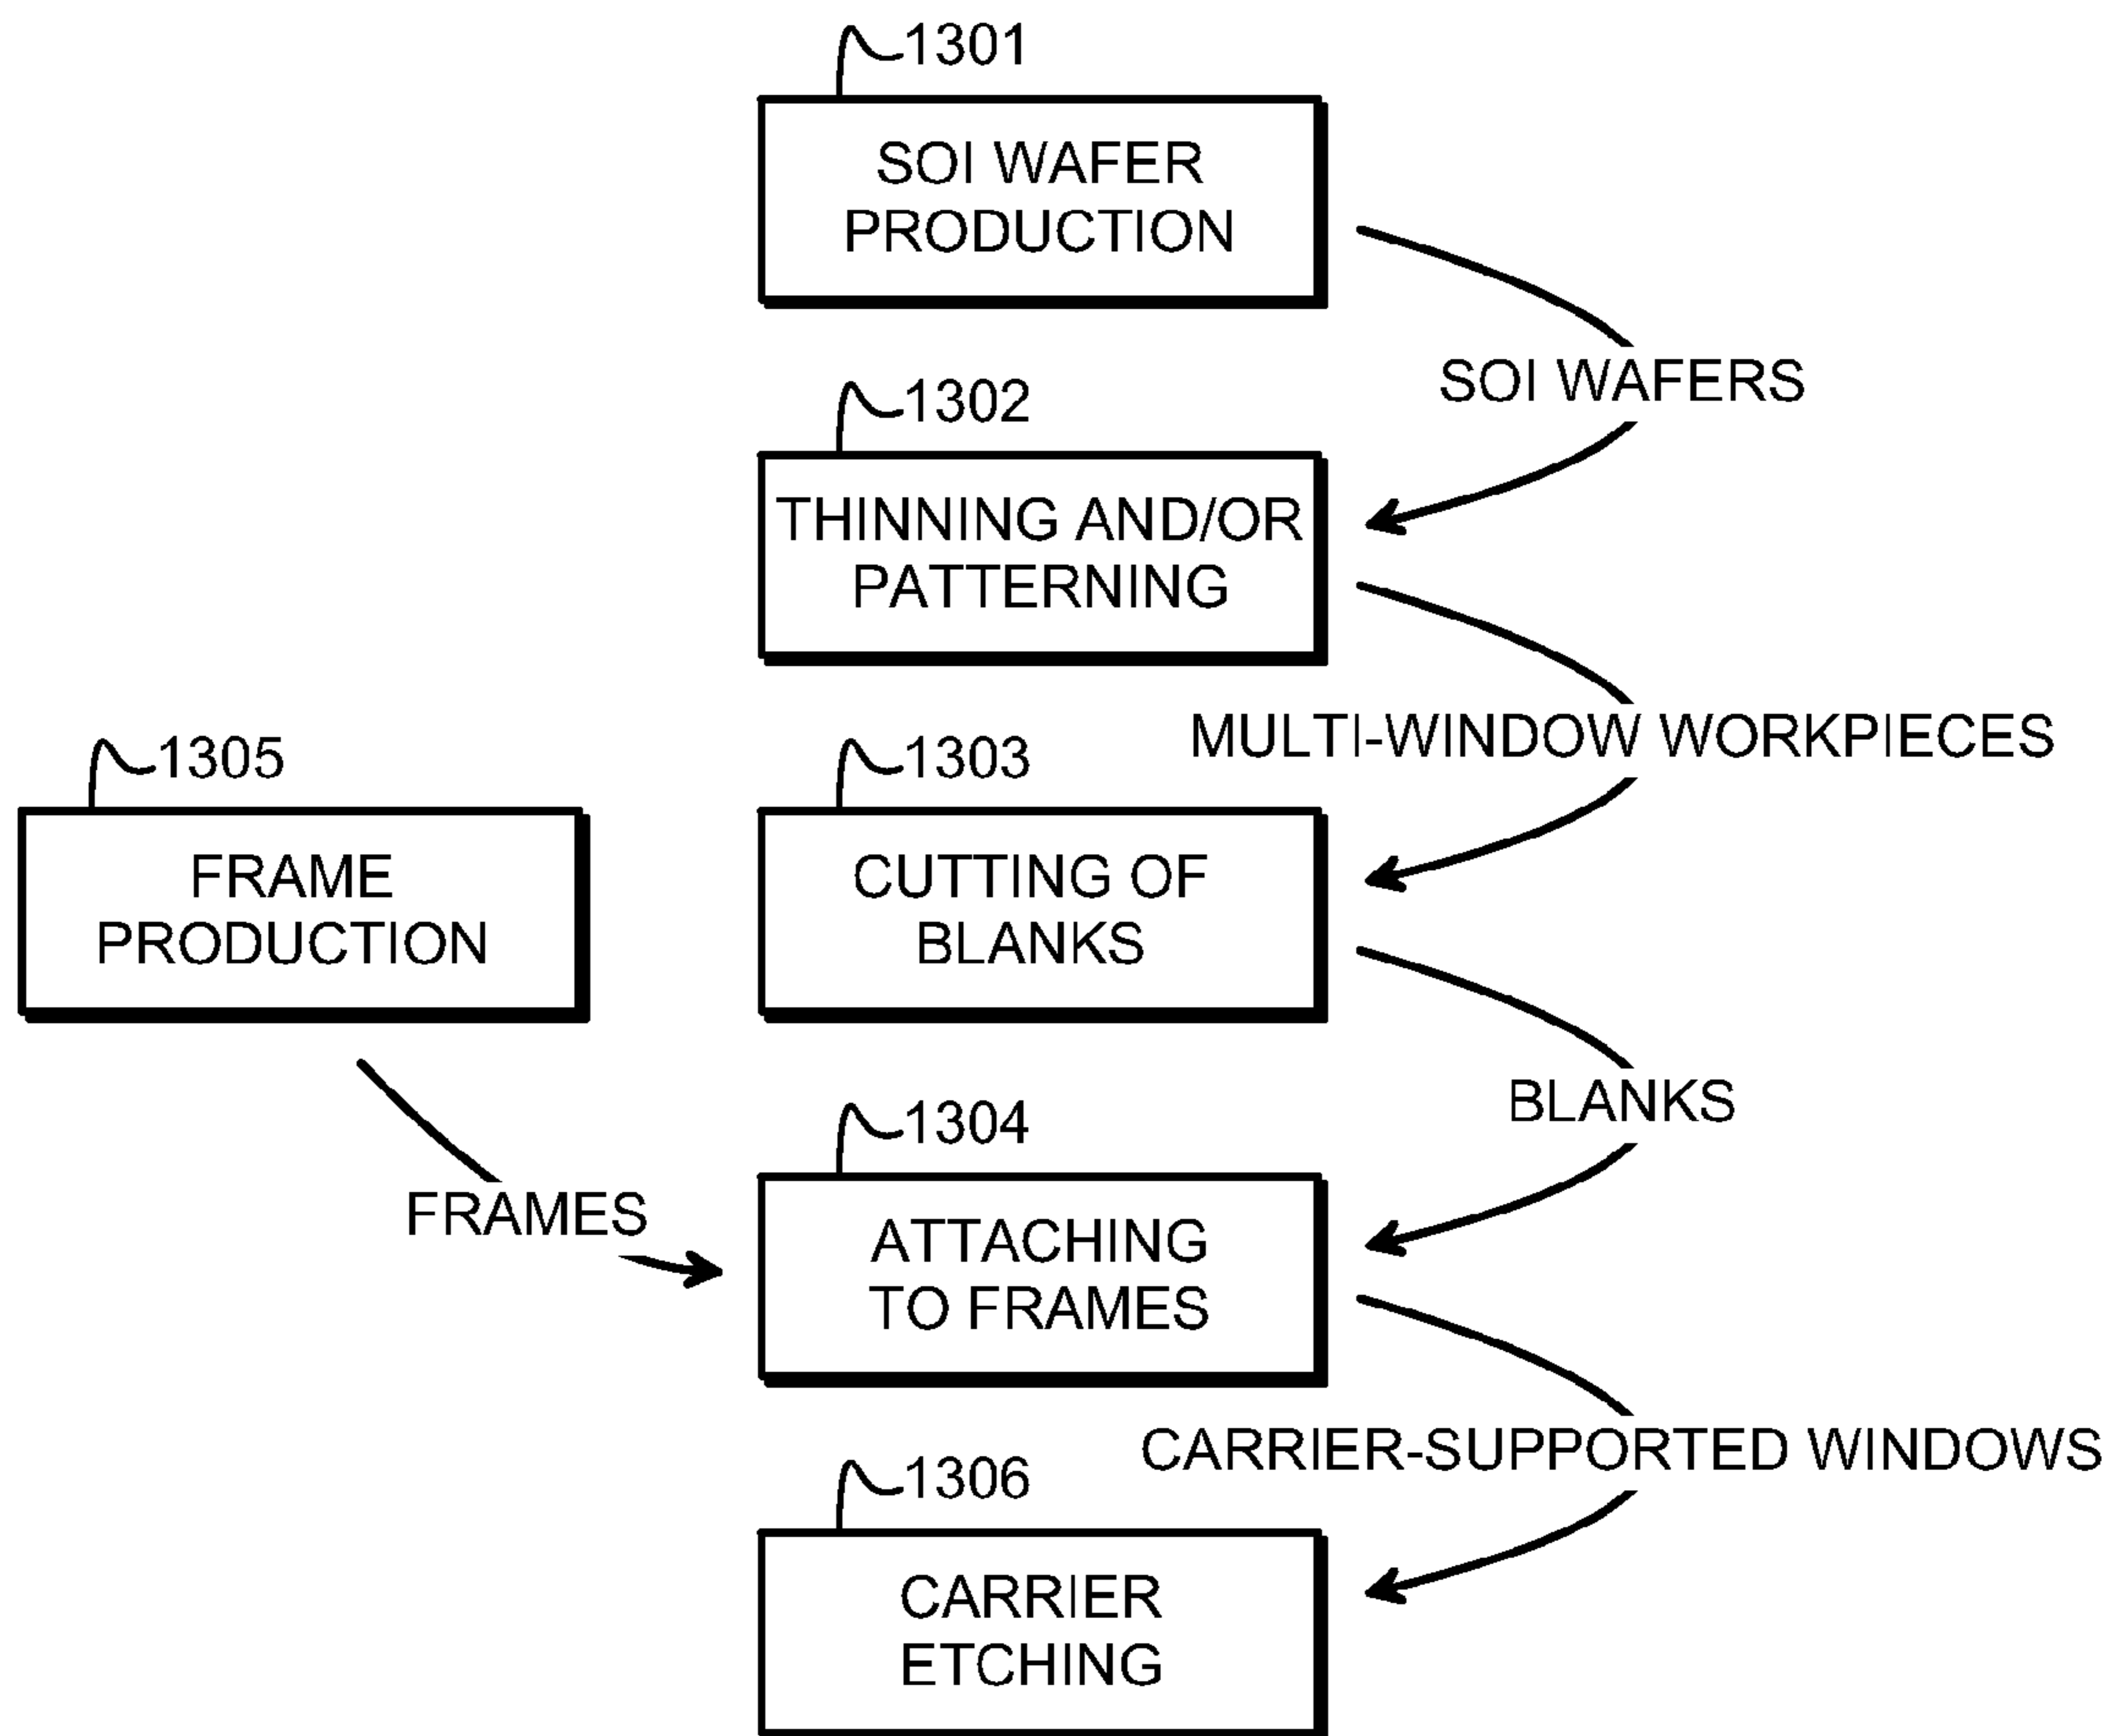 1301
SOI WAFER
PRODUCTION
SOI WAFERS
1302
THINNING AND/OR
PATTERNING
MULTI-WINDOW WORKPIECES
1305
FRAME
PRODUCTION
1303
CUTTING OF
BLANKS
BLANKS
FRAMES
1304
ATTACHING
TO FRAMES
CARRIER-SUPPORTED WINDOWS
1306
CARRIER
ETCHING